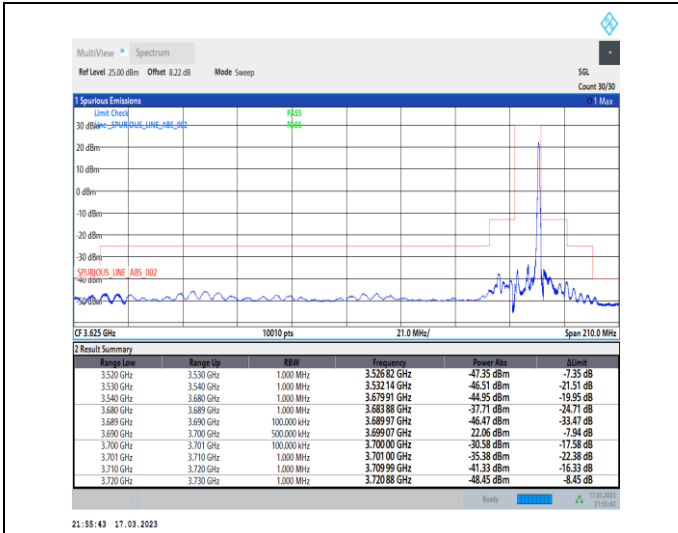 MultiView Spectrum
Ref Level 25.00 dBm Offset 8.22 dB Mode Sweep SGL
Count 30/30
1 Spurious Emissions 1 Max
Limit Check PASS
30 dBm Line _SPURIOUS_LINE_ABS_002 PASS
20 dBm
10 dBm
0 dBm
-10 dBm
-20 dBm
-30 dBm
SPURIOUS_LINE_ABS_002
-40 dBm
-50 dBm
CF 3.625 GHz 10010 pts 21.0 MHz/ Span 210.0 MHz
2 Result Summary
Range Low Range Up RBW Frequency Power Abs ΔLimit
3.520 GHz 3.530 GHz 1.000 MHz 3.526 82 GHz -47.35 dBm -7.35 dB
3.530 GHz 3.540 GHz 1.000 MHz 3.532 14 GHz -46.51 dBm -21.51 dB
3.540 GHz 3.680 GHz 1.000 MHz 3.679 91 GHz -44.95 dBm -19.95 dB
3.680 GHz 3.689 GHz 1.000 MHz 3.683 88 GHz -37.71 dBm -24.71 dB
3.689 GHz 3.690 GHz 100.000 kHz 3.689 97 GHz -46.47 dBm -33.47 dB
3.690 GHz 3.700 GHz 500.000 kHz 3.699 07 GHz 22.06 dBm -7.94 dB
3.700 GHz 3.701 GHz 100.000 kHz 3.700 00 GHz -30.58 dBm -17.58 dB
3.701 GHz 3.710 GHz 1.000 MHz 3.701 00 GHz -35.38 dBm -22.38 dB
3.710 GHz 3.720 GHz 1.000 MHz 3.709 99 GHz -41.33 dBm -16.33 dB
3.720 GHz 3.730 GHz 1.000 MHz 3.720 88 GHz -48.45 dBm -8.45 dB
Ready 17.03.2023
21:55:42
21:55:43 17.03.2023